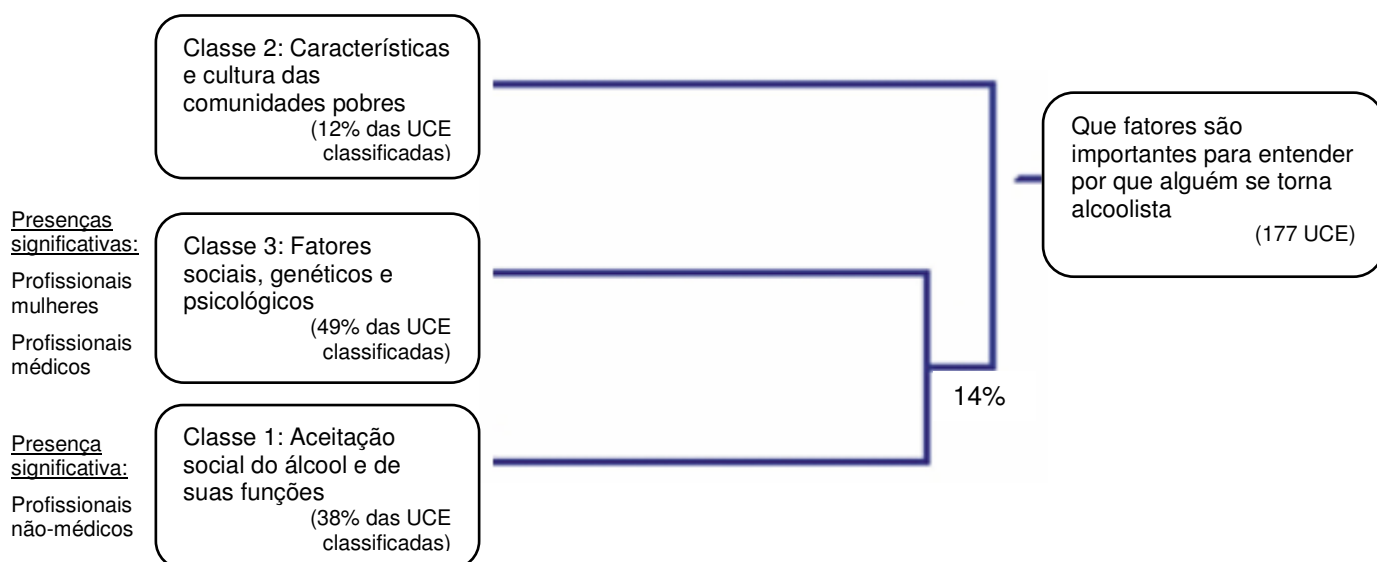 Classe 2: Características
e cultura das
comunidades pobres
(12% das UCE
classificadas)
Que fatores são
importantes para entender
por que alguém se torna
alcoolista
(177 UCE)
Presenças
significativas:
Profissionais
mulheres
Profissionais
médicos
Classe 3: Fatores
sociais, genéticos e
psicológicos
(49% das UCE
classificadas)
14%
Presença
significativa:
Profissionais
não-médicos
Classe 1: Aceitação
social do álcool e de
suas funções
(38% das UCE
classificadas)